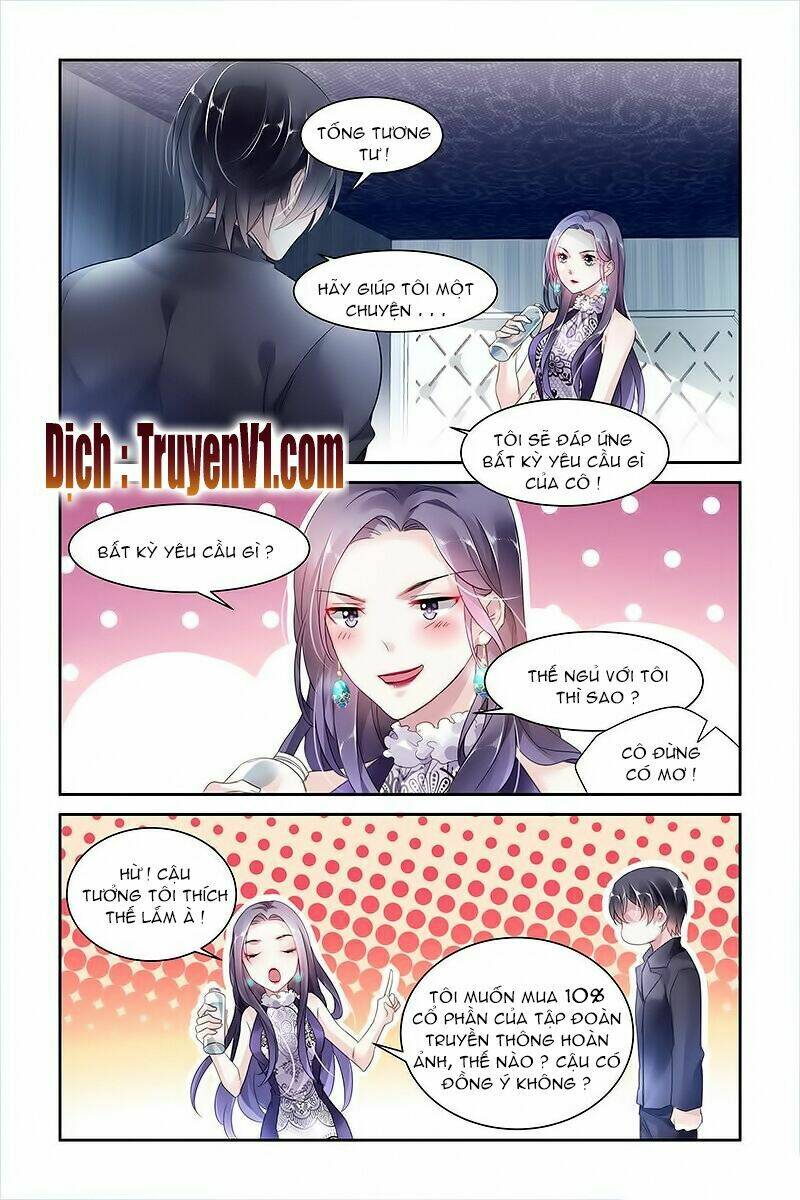 TỐNG TƯƠNG
TƯ !
HÃY GIÚP TÔI MỘT
CHUYỆN . . .
TÔI SẼ ĐÁP ỨNG
BẤT KỲ YÊU CẦU GÌ
CỦA CÔ !
Dịch : TruyenV1.com
BẤT KỲ YÊU CẦU GÌ ?
THẾ NGỦ VỚI TÔI
THÌ SAO ?
CÔ ĐỪNG
CÓ MƠ !
HỪ ! CẬU
TƯỞNG TÔI THÍCH
THẾ LẮM À !
TÔI MUỐN MUA 10%
CỔ PHẦN CỦA TẬP ĐOÀN
TRUYỀN THÔNG HOÀN
ẢNH, THẾ NÀO ? CẬU CÓ
ĐỒNG Ý KHÔNG ?